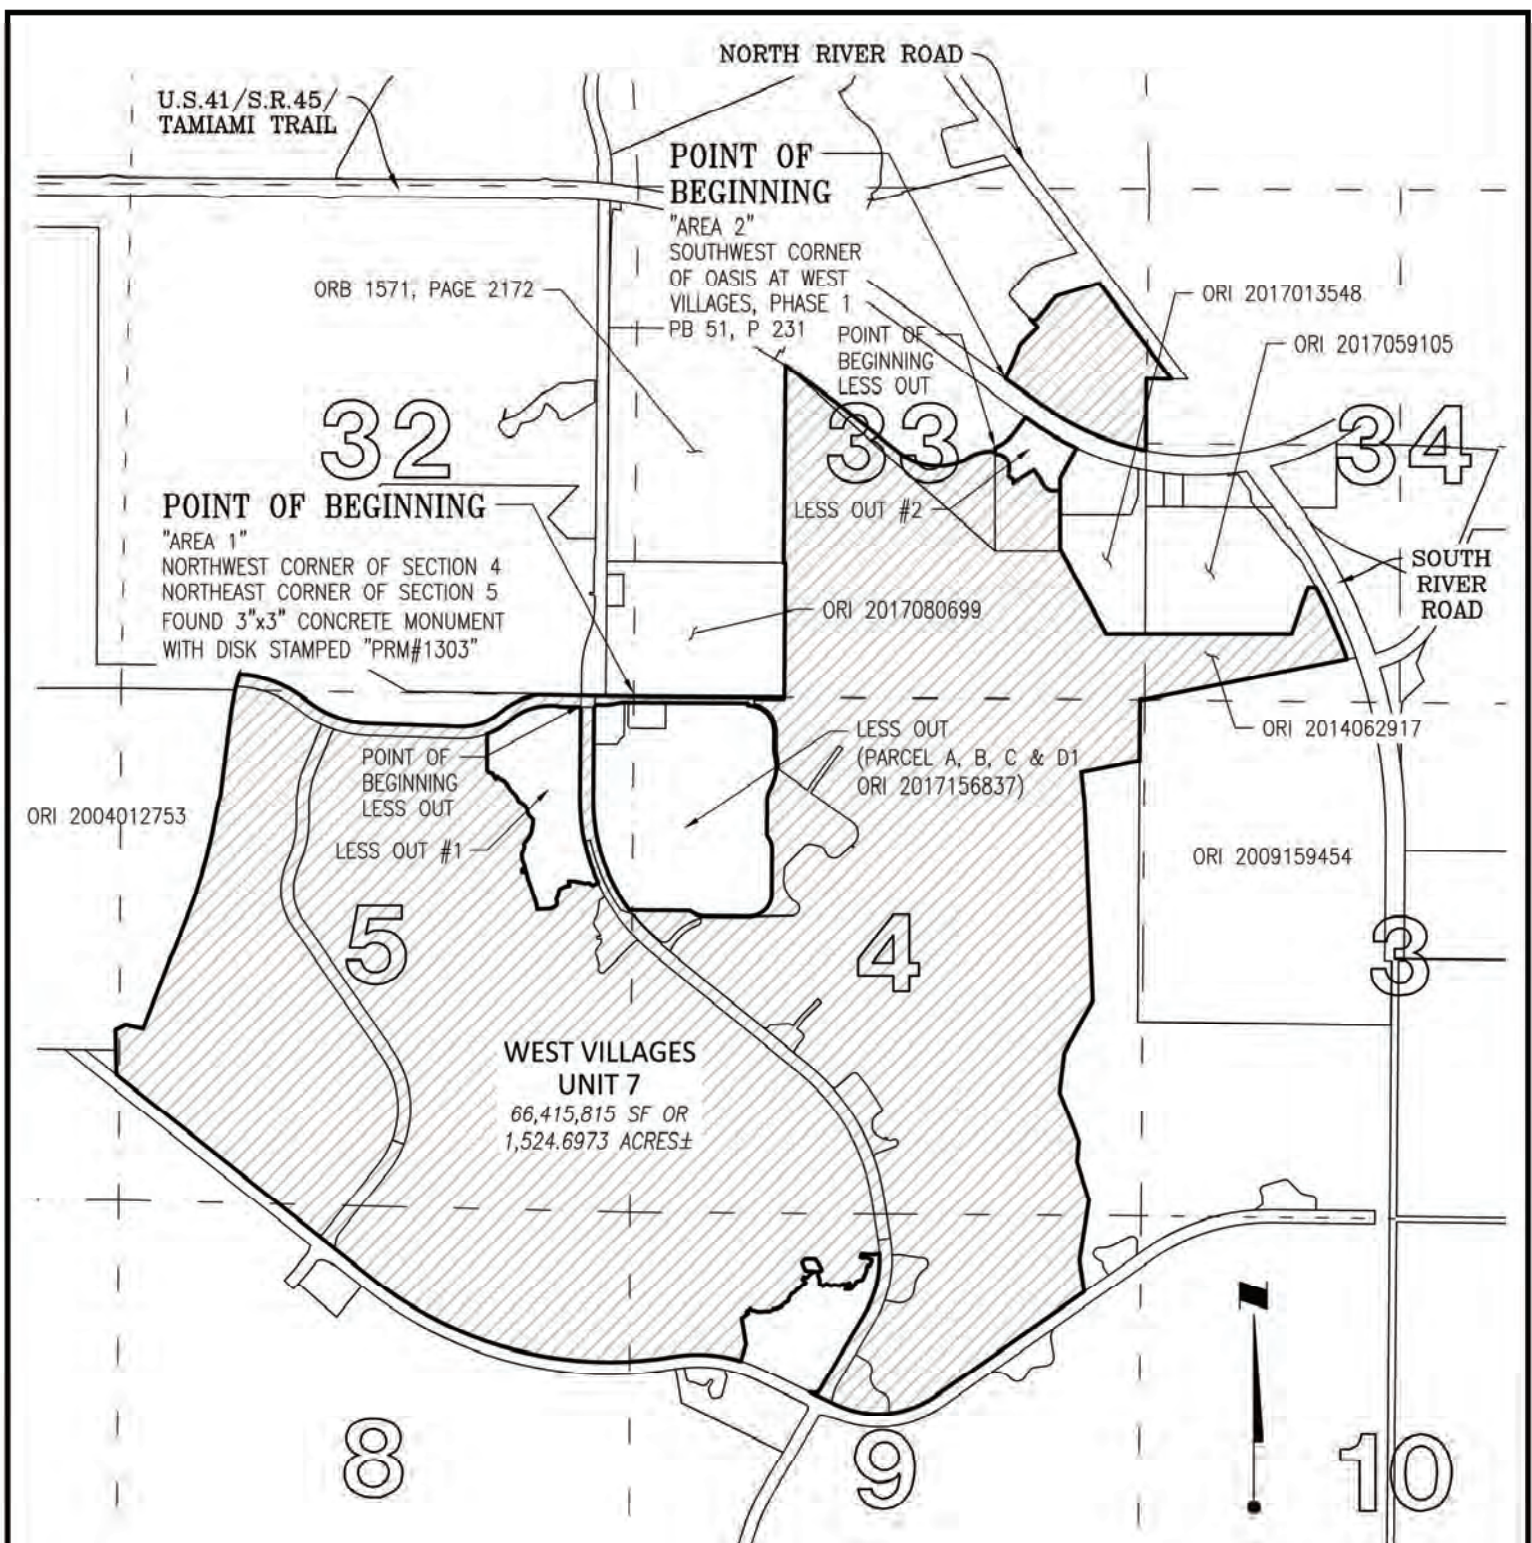 NORTH RIVER ROAD
U.S.41/S.R.45/
TAMIAMI TRAIL
POINT OF
BEGINNING
"AREA 2"
SOUTHWEST CORNER
OF OASIS AT WEST
VILLAGES, PHASE 1
PB 51, P 231
ORB 1571, PAGE 2172
ORI 2017013548
ORI 2017059105
POINT OF
BEGINNING
LESS OUT
32
33
34
POINT OF BEGINNING
"AREA 1"
NORTHWEST CORNER OF SECTION 4
NORTHEAST CORNER OF SECTION 5
FOUND 3"x3" CONCRETE MONUMENT
WITH DISK STAMPED "PRM#1303"
LESS OUT #2
SOUTH
RIVER
ROAD
ORI 2017080699
ORI 2014062917
LESS OUT
(PARCEL A, B, C & D1
ORI 2017156837)
POINT OF
BEGINNING
LESS OUT
ORI 2004012753
LESS OUT #1
ORI 2009159454
5
4
3
WEST VILLAGES
UNIT 7
66,415,815 SF OR
1,524.6973 ACRES±
8
9
10